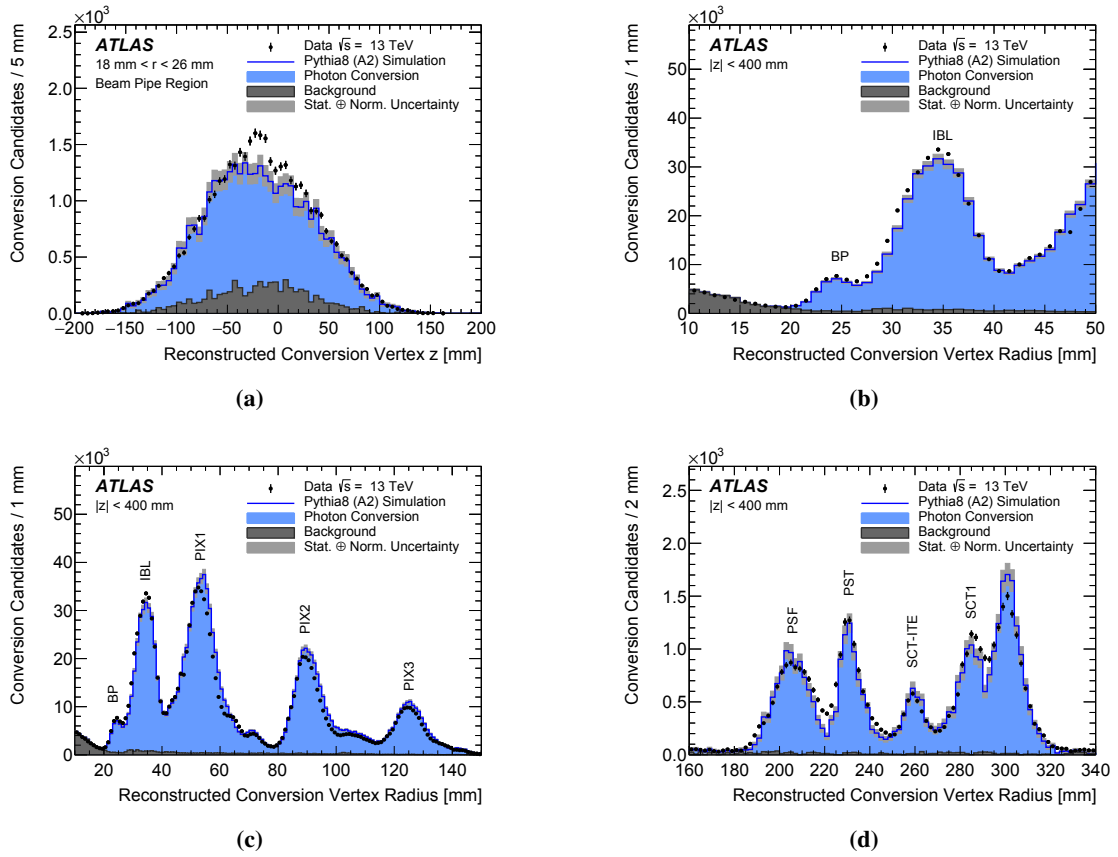 ×10³
ATLAS
18 mm < r < 26 mm
Beam Pipe Region
Data √s = 13 TeV
Pythia8 (A2) Simulation
Photon Conversion
Background
Stat. ⊕ Norm. Uncertainty
Conversion Candidates / 5 mm
2.5
2.0
1.5
1.0
0.5
0.0
−200 −150 −100 −50 0 50 100 150 200
Reconstructed Conversion Vertex z [mm]
(a)
×10³
ATLAS
|z| < 400 mm
Data √s = 13 TeV
Pythia8 (A2) Simulation
Photon Conversion
Background
Stat. ⊕ Norm. Uncertainty
Conversion Candidates / 1 mm
50
40
30
20
10
0
BP
IBL
10 15 20 25 30 35 40 45 50
Reconstructed Conversion Vertex Radius [mm]
(b)
×10³
ATLAS
|z| < 400 mm
Data √s = 13 TeV
Pythia8 (A2) Simulation
Photon Conversion
Background
Stat. ⊕ Norm. Uncertainty
Conversion Candidates / 1 mm
50
40
30
20
10
0
BP
IBL
PIX1
PIX2
PIX3
20 40 60 80 100 120 140
Reconstructed Conversion Vertex Radius [mm]
(c)
×10³
ATLAS
|z| < 400 mm
Data √s = 13 TeV
Pythia8 (A2) Simulation
Photon Conversion
Background
Stat. ⊕ Norm. Uncertainty
Conversion Candidates / 2 mm
2.5
2.0
1.5
1.0
0.5
0.0
PSF
PST
SCT-ITE
SCT1
160 180 200 220 240 260 280 300 320 340
Reconstructed Conversion Vertex Radius [mm]
(d)